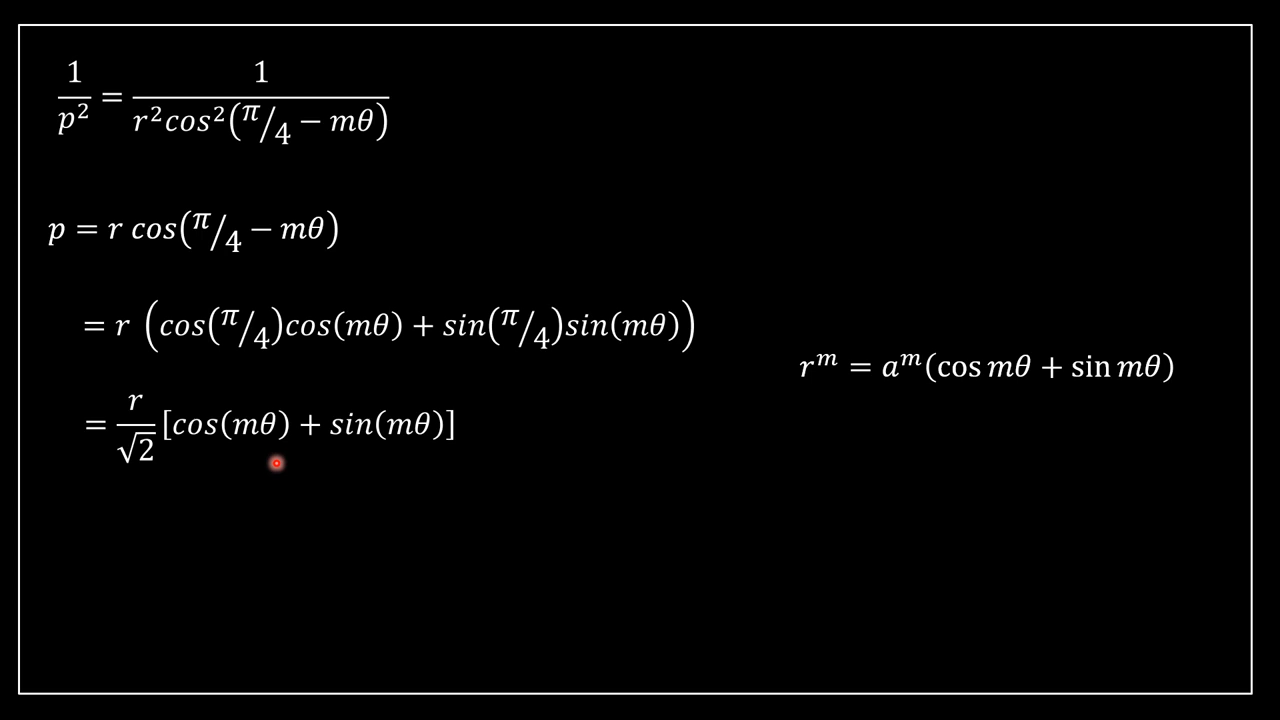 1/p² = 1/(r²cos²(π/4 − mθ))
p = r cos(π/4 − mθ)
= r (cos(π/4)cos(mθ) + sin(π/4)sin(mθ))
rᵐ = aᵐ(cos mθ + sin mθ)
= r/√2 [cos(mθ) + sin(mθ)]